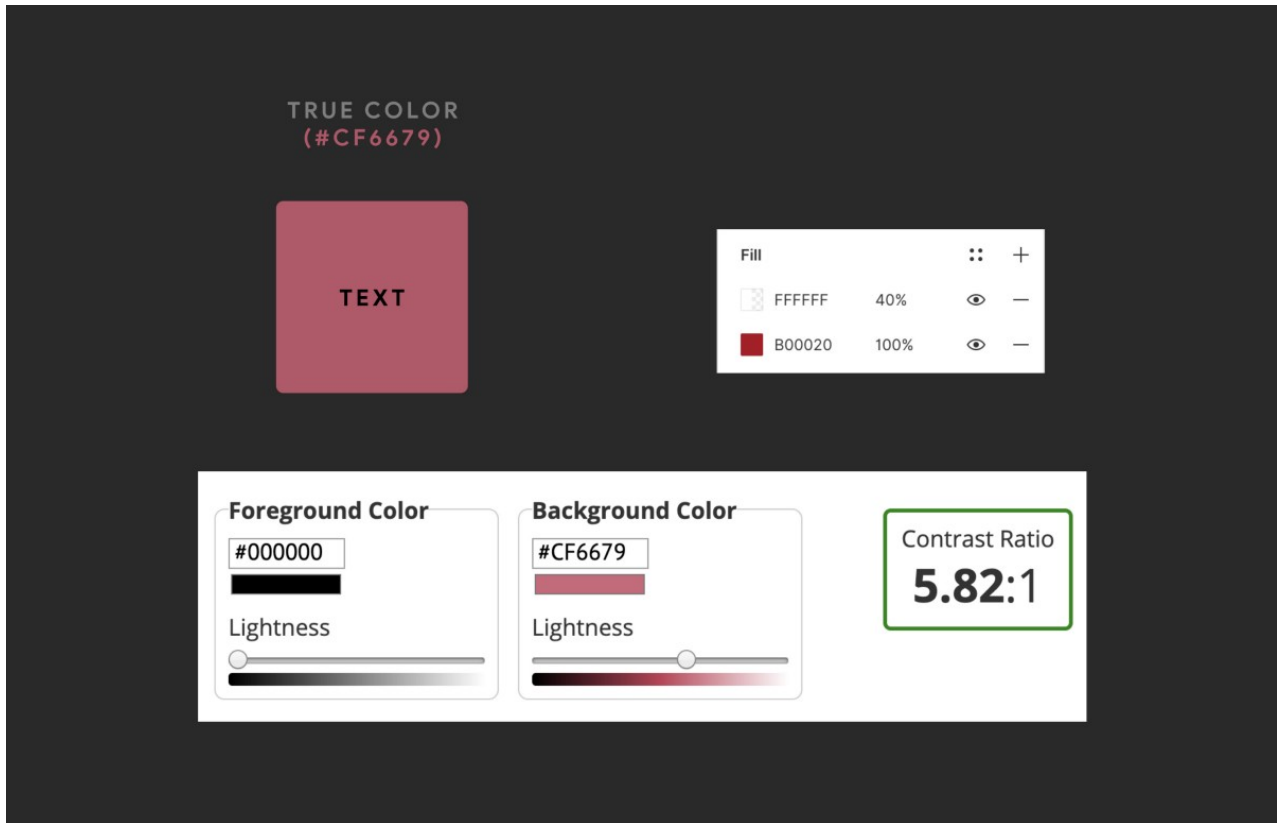 TRUE COLOR
(#CF6679)
TEXT
Fill
FFFFFF 40%
B00020 100%
Foreground Color
#000000
Lightness
Background Color
#CF6679
Lightness
Contrast Ratio
5.82:1